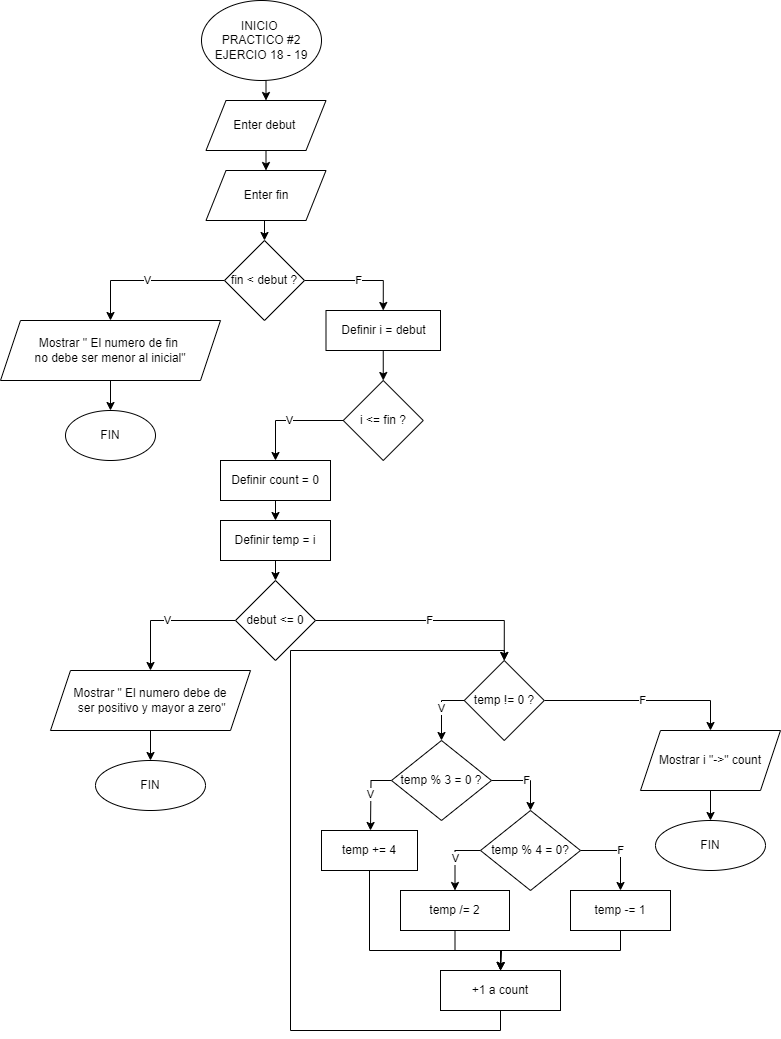 INICIO
PRACTICO #2
EJERCIO 18 - 19
Enter debut
Enter fin
fin < debut ?
V
F
Mostrar " El numero de fin
no debe ser menor al inicial"
Definir i = debut
FIN
i <= fin ?
V
Definir count = 0
Definir temp = i
debut <= 0
V
F
Mostrar " El numero debe de
ser positivo y mayor a zero"
FIN
temp != 0 ?
V
F
Mostrar i "->" count
FIN
temp % 3 = 0 ?
V
F
temp += 4
temp % 4 = 0?
V
F
temp /= 2
temp -= 1
+1 a count